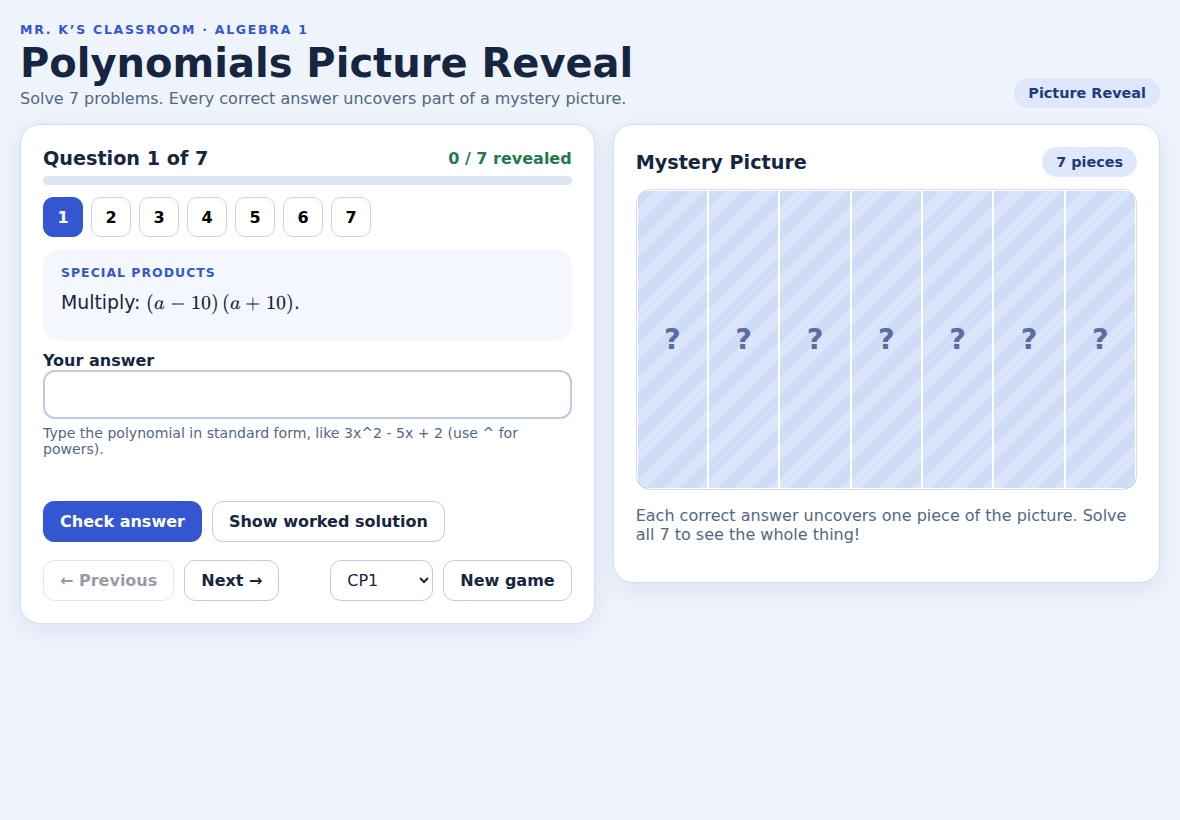 MR. K’S CLASSROOM · ALGEBRA 1
Polynomials Picture Reveal
Solve 7 problems. Every correct answer uncovers part of a mystery picture.
Picture Reveal
Question 1 of 7
0 / 7 revealed
1 2 3 4 5 6 7
SPECIAL PRODUCTS
Multiply: (a − 10) (a + 10).
Your answer
Type the polynomial in standard form, like 3x^2 - 5x + 2 (use ^ for
powers).
Check answer
Show worked solution
← Previous
Next →
CP1
New game
Mystery Picture
7 pieces
? ? ? ? ? ? ?
Each correct answer uncovers one piece of the picture. Solve
all 7 to see the whole thing!